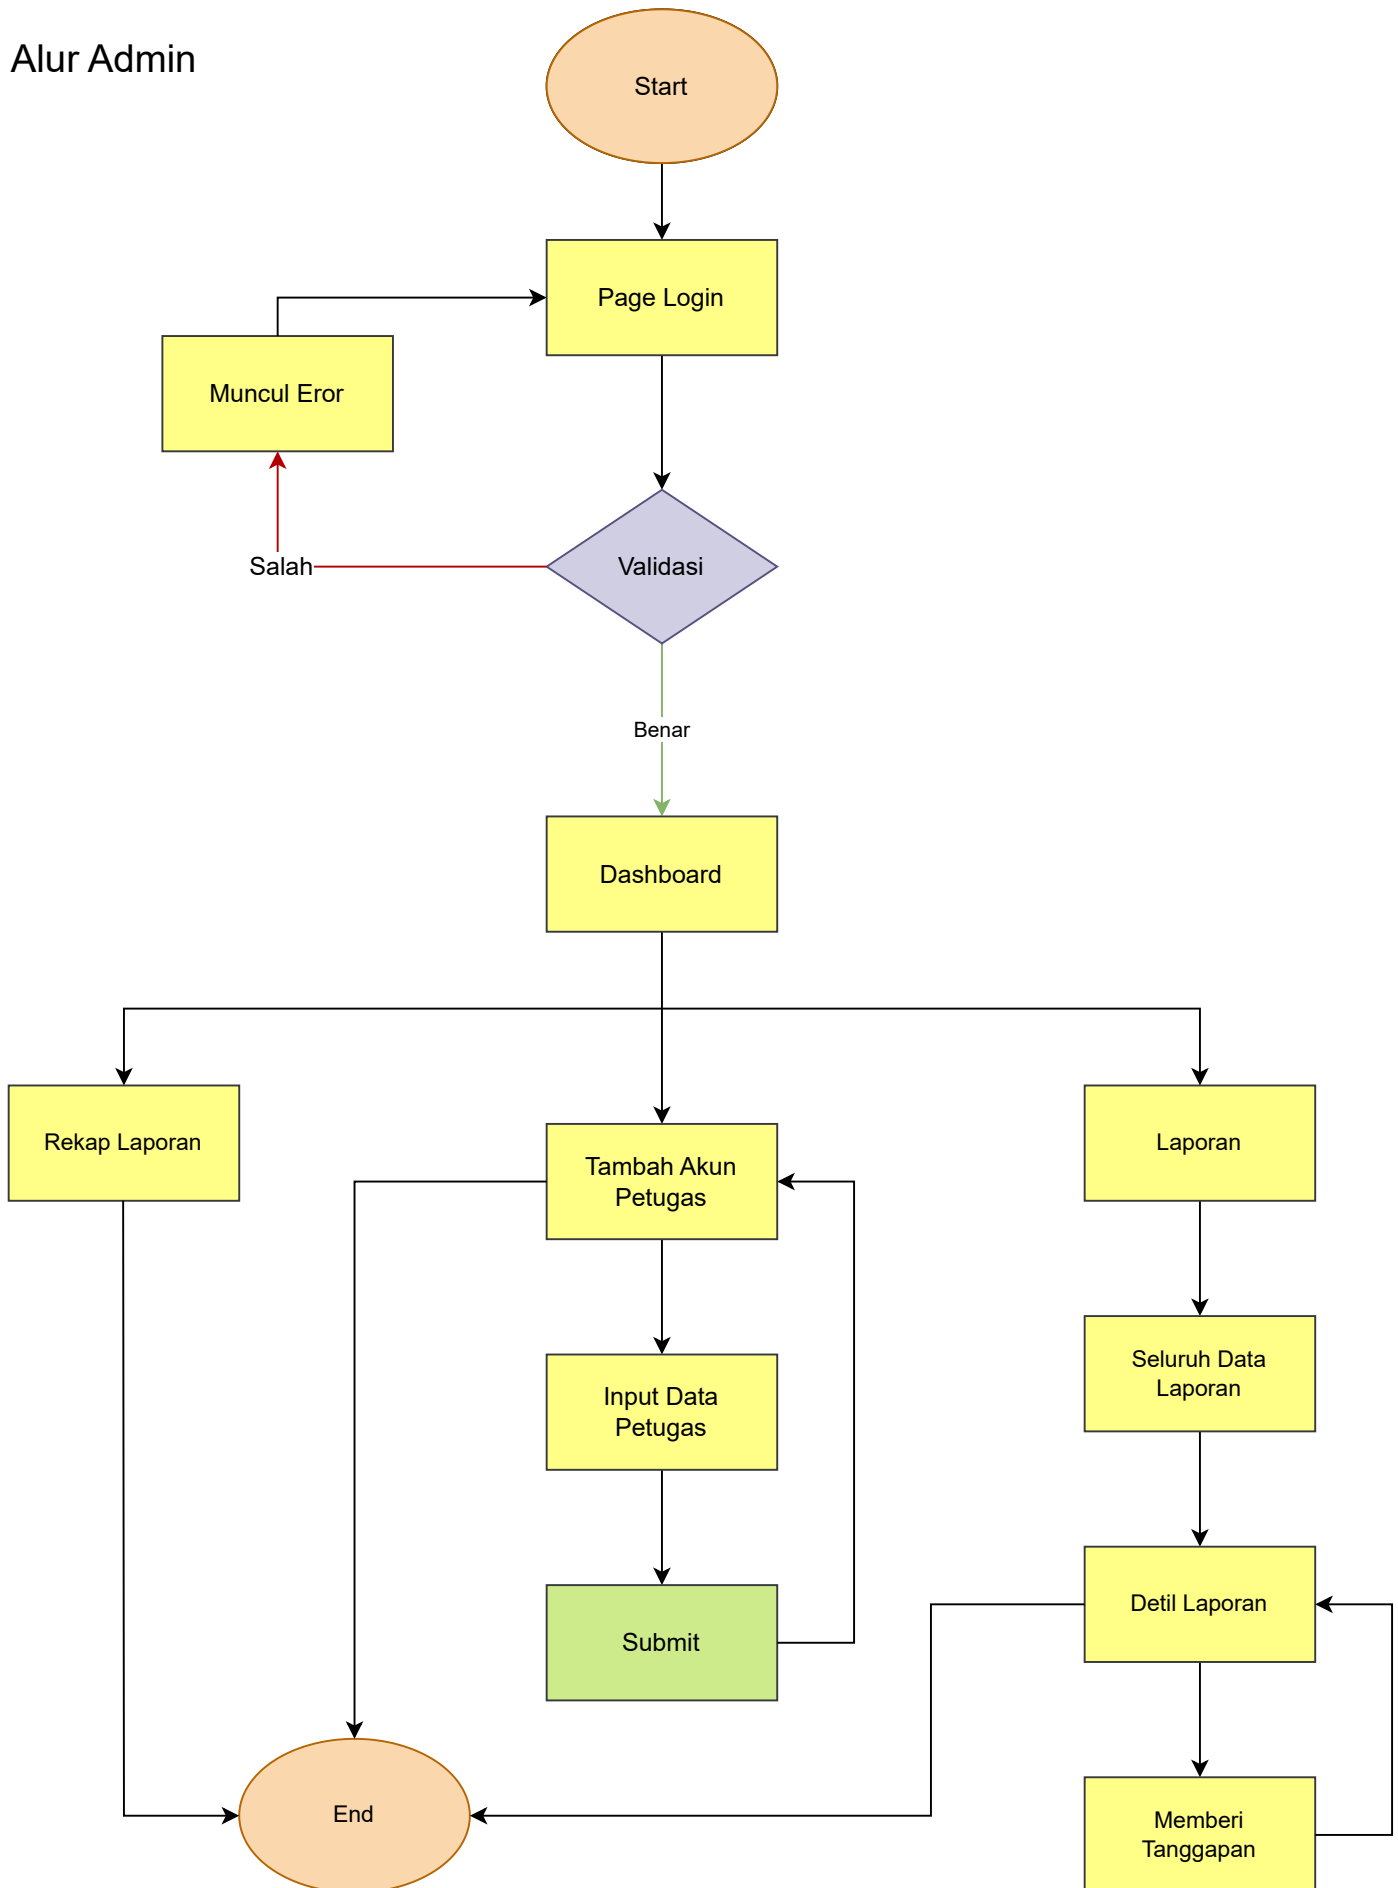 Alur Admin
Start
Page Login
Muncul Eror
Validasi
Salah
Benar
Dashboard
Rekap Laporan
Tambah Akun
Petugas
Laporan
Input Data
Petugas
Seluruh Data
Laporan
Submit
Detil Laporan
End
Memberi
Tanggapan